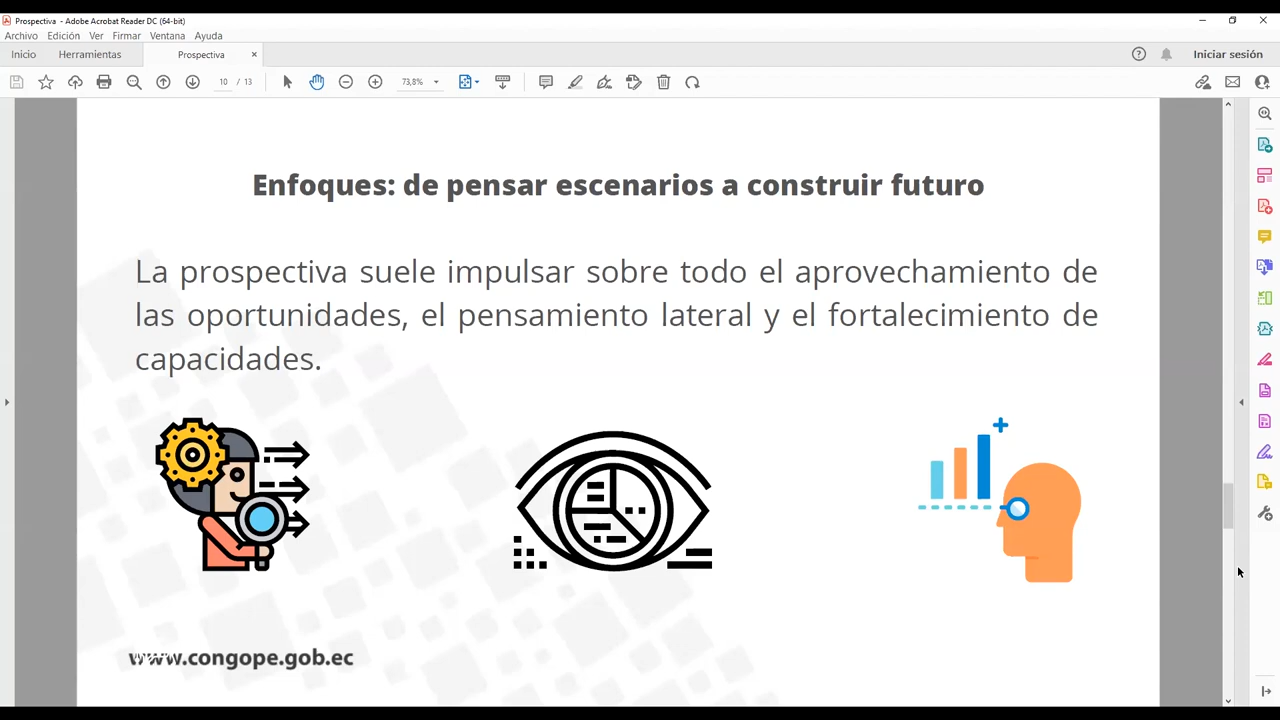 Prospectiva - Adobe Acrobat Reader DC (64-bit)
Archivo Edición Ver Firmar Ventana Ayuda
Inicio Herramientas Prospectiva × Iniciar sesión
10 / 13 73,8%
Enfoques: de pensar escenarios a construir futuro
La prospectiva suele impulsar sobre todo el aprovechamiento de
las oportunidades, el pensamiento lateral y el fortalecimiento de
capacidades.
www.congope.gob.ec